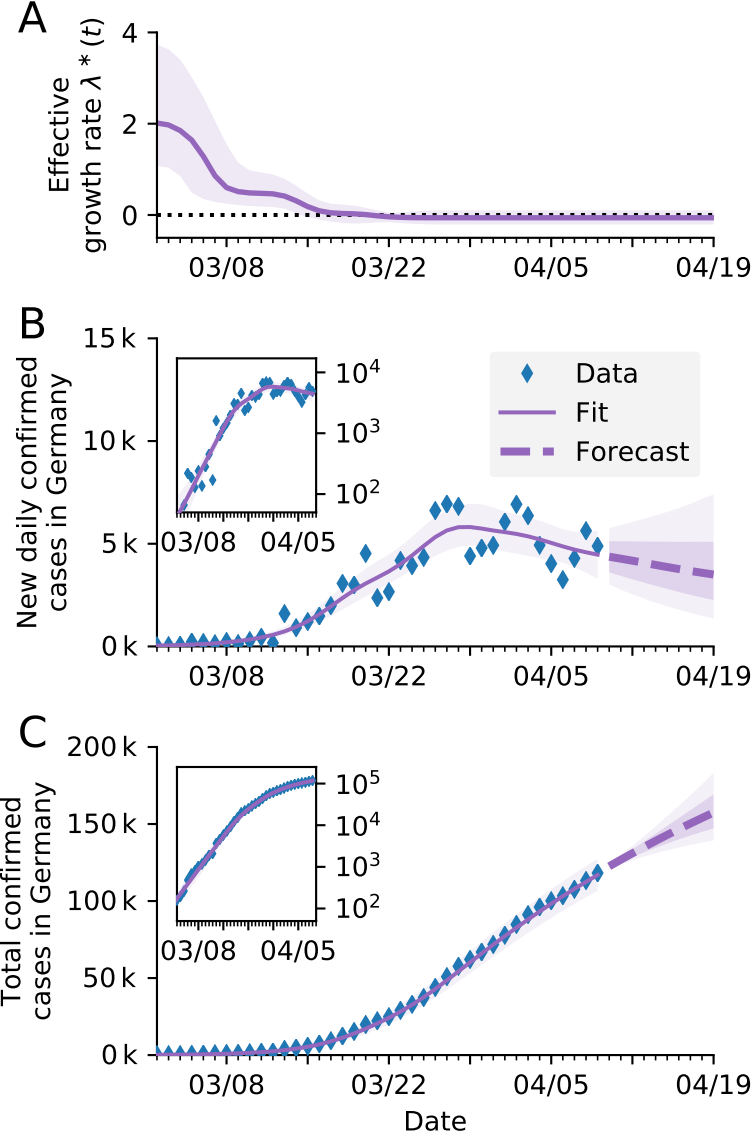 A
Effective
growth rate λ * (t)
4
2
0
03/08
03/22
04/05
04/19
B
New daily confirmed
cases in Germany
15 k
10 k
5 k
0 k
10⁴
10³
10²
03/08
04/05
Data
Fit
Forecast
03/08
03/22
04/05
04/19
C
Total confirmed
cases in Germany
200 k
150 k
100 k
50 k
0 k
10⁵
10⁴
10³
10²
03/08
04/05
03/08
03/22
04/05
04/19
Date